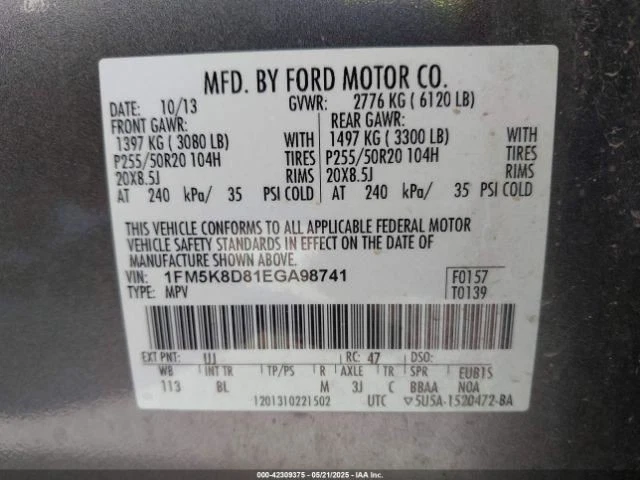 MFD. BY FORD MOTOR CO.
DATE: 10/13 GVWR: 2776 KG ( 6120 LB)
FRONT GAWR: REAR GAWR:
1397 KG ( 3080 LB) WITH 1497 KG ( 3300 LB) WITH
P255/50R20 104H TIRES P255/50R20 104H TIRES
20X8.5J RIMS 20X8.5J RIMS
AT 240 kPa/ 35 PSI COLD AT 240 kPa/ 35 PSI COLD
THIS VEHICLE CONFORMS TO ALL APPLICABLE FEDERAL MOTOR
VEHICLE SAFETY STANDARDS IN EFFECT ON THE DATE OF
MANUFACTURE SHOWN ABOVE.
VIN: 1FM5K8D81EGA98741 F0157
TYPE: MPV T0139
EXT PNT: UJ RC: 47 DSO:
WB INT TR TP/PS R AXLE TR SPR EUB1S
113 BL M 3J C BBAA NOA
1201310221502 UTC ▽5U5A-1520472-BA
000-42309375 - 05/21/2025 - IAAI.COM